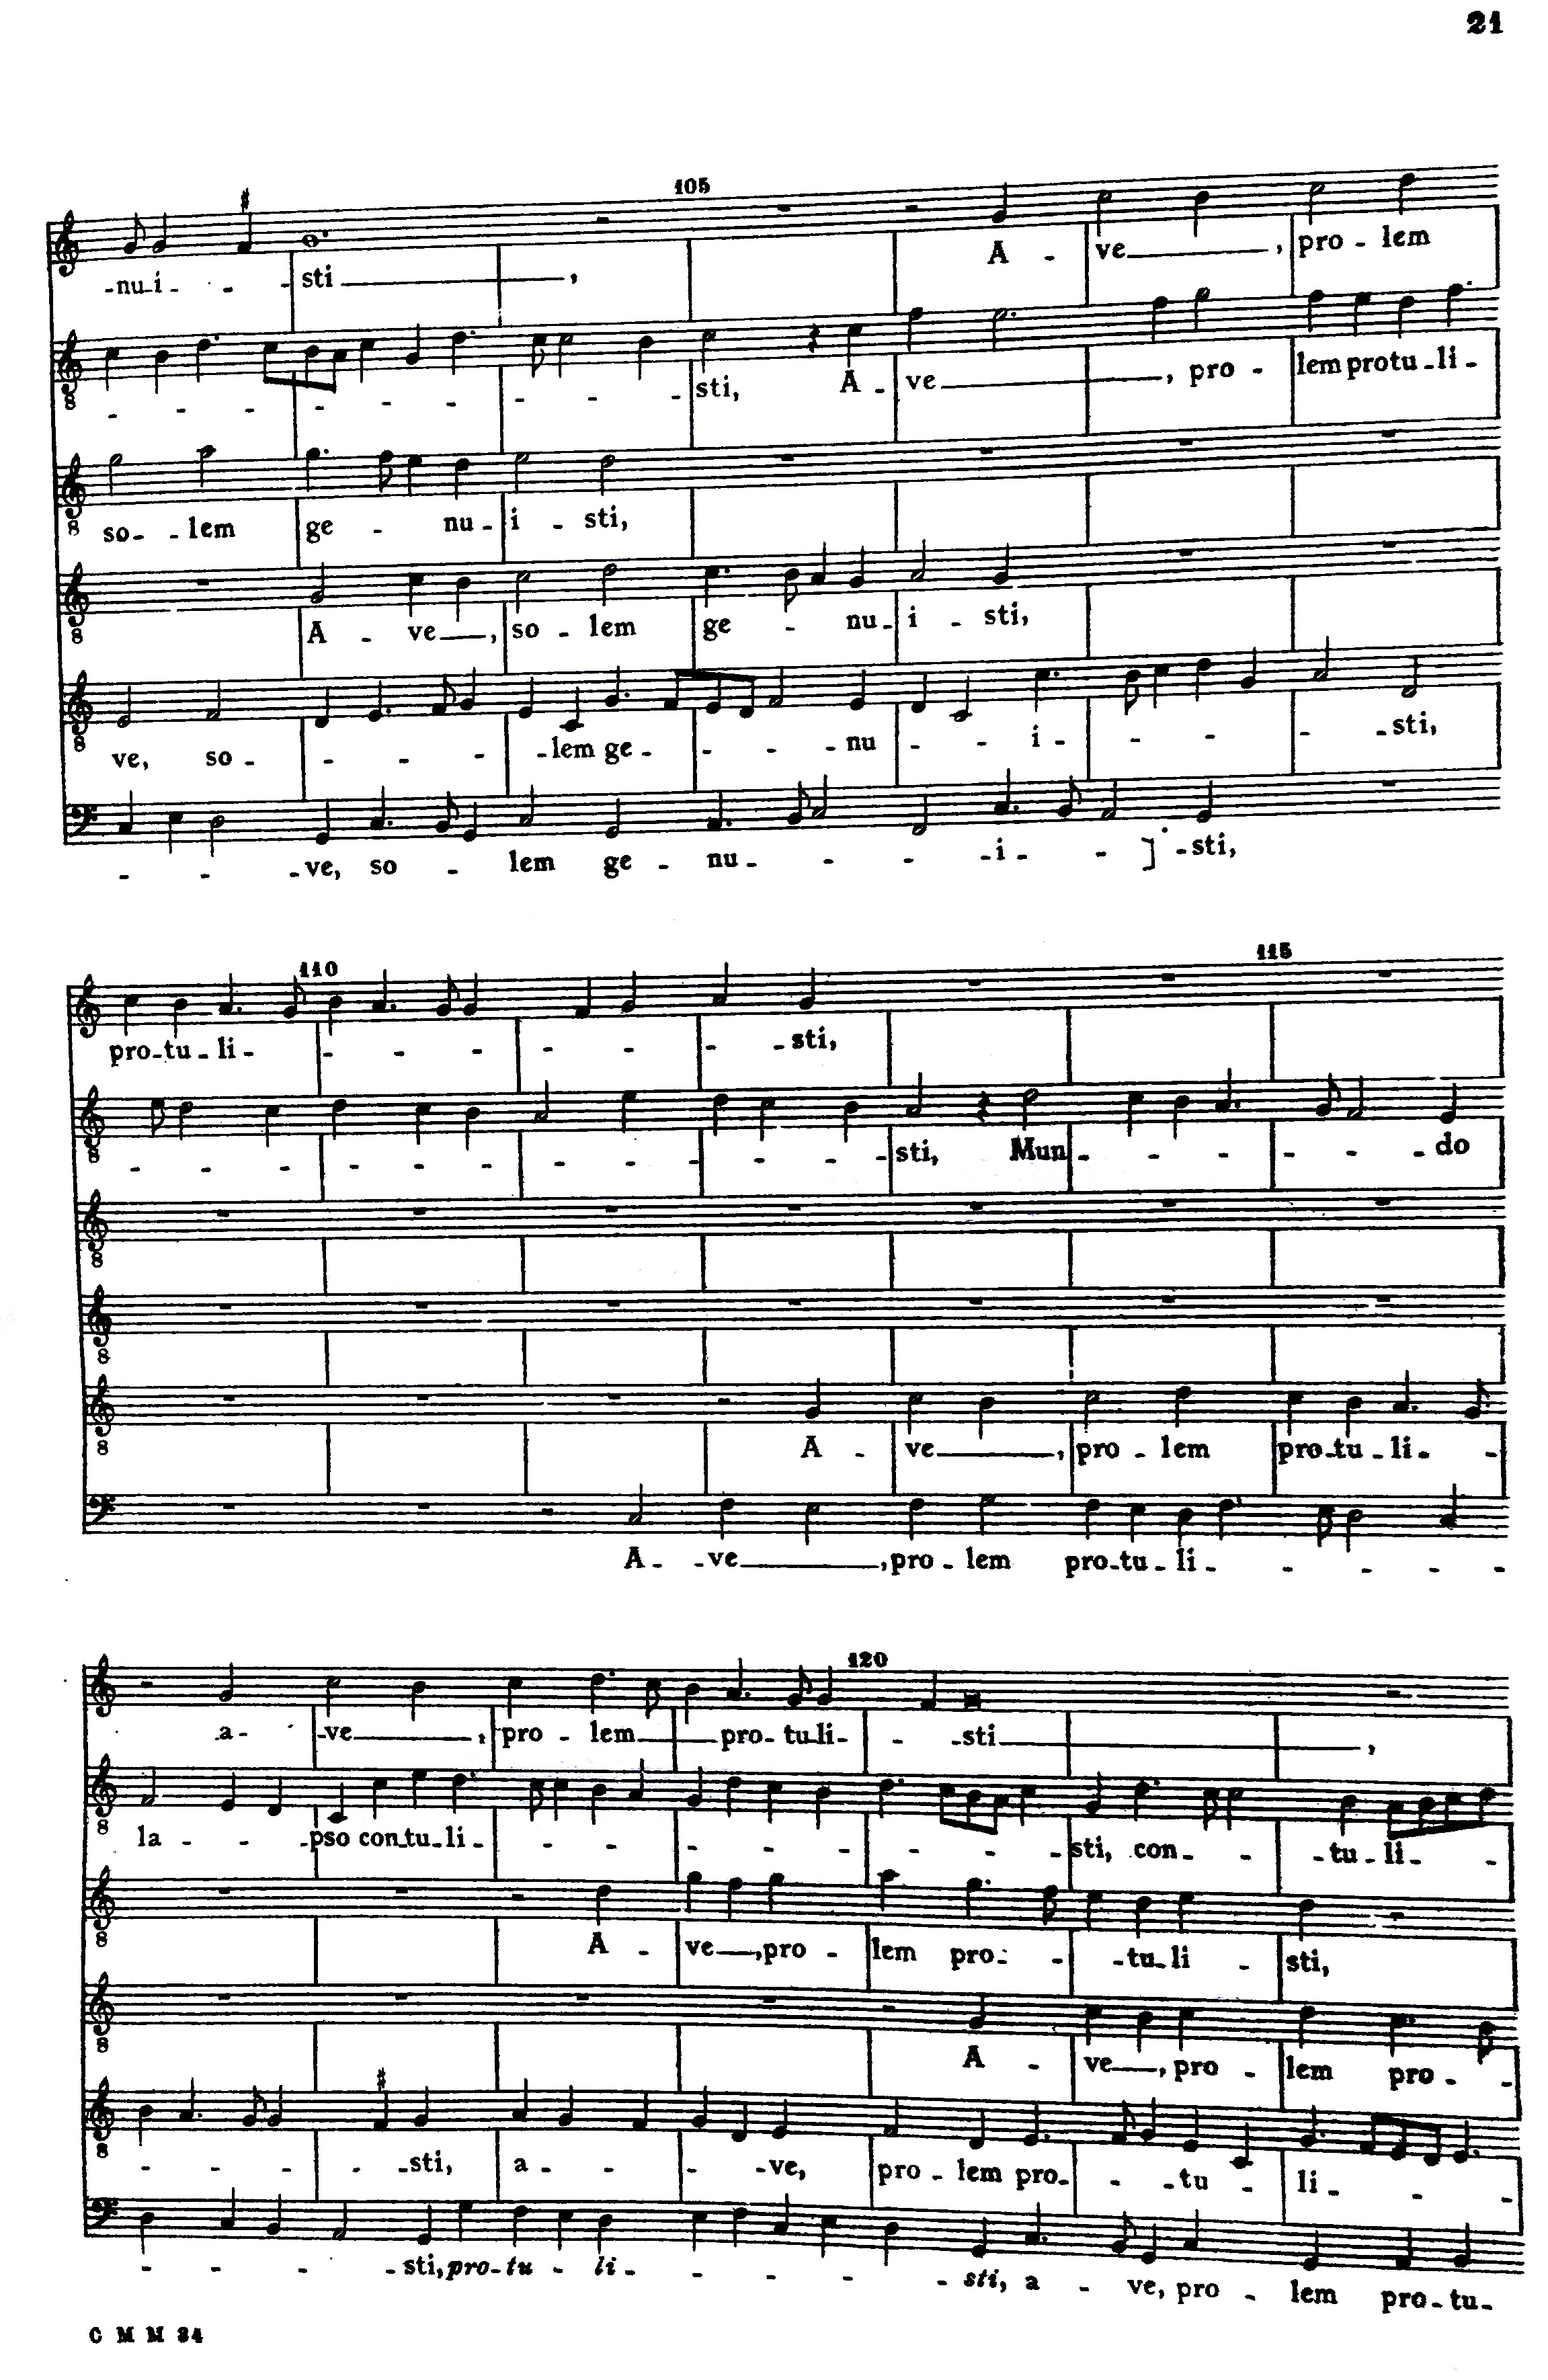 21
105
-nu-i - - -sti ,
A - ve , pro - lem
- - - - - - - - -sti, A - ve , pro - lem protu-li-
so- - lem ge - nu-i - sti,
A - ve , so - lem ge - nu-i - sti,
ve, so - - - - -lem ge - - - -nu - - i - - - - -sti,
- - -ve, so - lem ge - nu - - - -i - - ] -sti,
110
115
pro-tu-li - - - - - - - -sti,
- - - - - - - - - - - -sti, Mun - - - - - -do
A - ve , pro - lem pro-tu-li- -
A - -ve , pro - lem pro-tu-li - - - - -
120
a- -ve , pro - lem pro-tu-li - - -sti ,
la - - -pso con-tu-li - - - - - - - -sti, con - - -tu-li- -
A - ve , pro - lem pro - - -tu-li - sti,
A - ve , pro - lem pro - -
- - - - -sti, a - - - -ve, pro - lem pro - - -tu - li - - -
- - - -sti, pro-tu - li - - - - -sti, a - ve, pro - lem pro-tu-
C M M 34